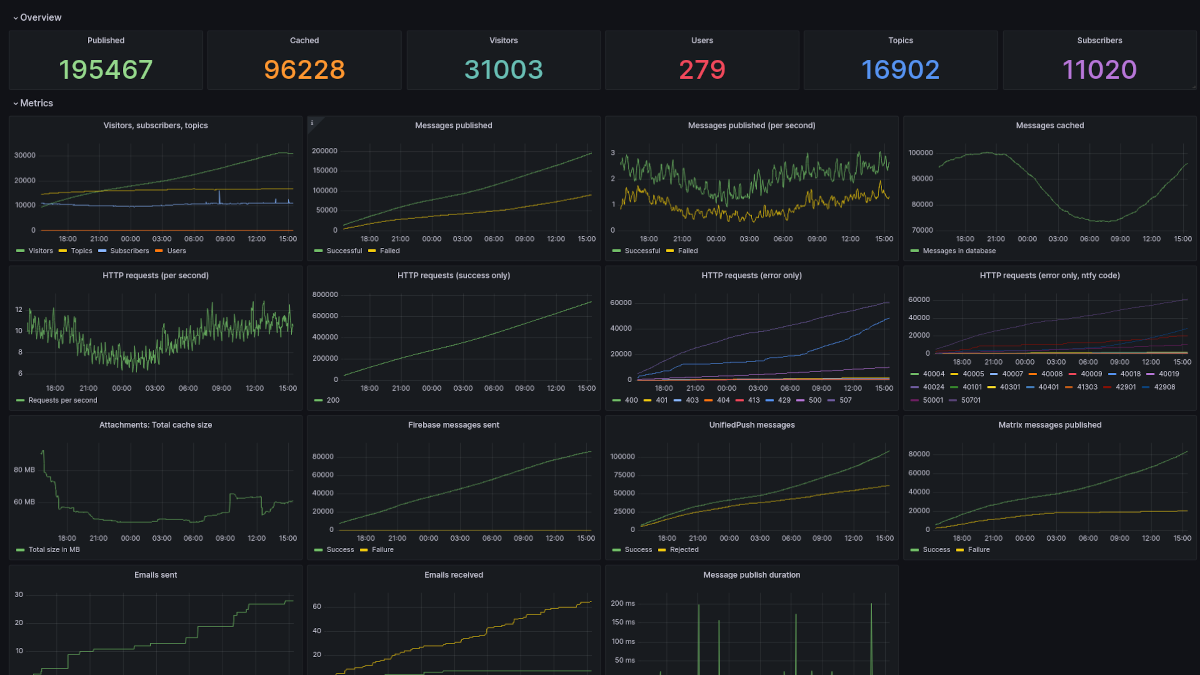 Overview
Published
Cached
Visitors
Users
Topics
Subscribers
195467
96228
31003
279
16902
11020
Metrics
Visitors, subscribers, topics
30000
20000
10000
0
18:00 21:00 00:00 03:00 06:00 09:00 12:00 15:00
Visitors Topics Subscribers Users
i
Messages published
200000
150000
100000
50000
0
18:00 21:00 00:00 03:00 06:00 09:00 12:00 15:00
Successful Failed
Messages published (per second)
3
2
1
0
18:00 21:00 00:00 03:00 06:00 09:00 12:00 15:00
Successful Failed
Messages cached
100000
90000
80000
70000
18:00 21:00 00:00 03:00 06:00 09:00 12:00 15:00
Messages in database
HTTP requests (per second)
12
10
8
6
18:00 21:00 00:00 03:00 06:00 09:00 12:00 15:00
Requests per second
HTTP requests (success only)
800000
600000
400000
200000
0
18:00 21:00 00:00 03:00 06:00 09:00 12:00 15:00
200
HTTP requests (error only)
60000
40000
20000
0
18:00 21:00 00:00 03:00 06:00 09:00 12:00 15:00
400 401 403 404 413 429 500 507
HTTP requests (error only, ntfy code)
60000
40000
20000
0
18:00 21:00 00:00 03:00 06:00 09:00 12:00 15:00
40004 40005 40007 40008 40009 40018 40019
40024 40101 40301 40401 41303 42901 42908
50001 50701
Attachments: Total cache size
80 MB
60 MB
18:00 21:00 00:00 03:00 06:00 09:00 12:00 15:00
Total size in MB
Firebase messages sent
80000
60000
40000
20000
0
18:00 21:00 00:00 03:00 06:00 09:00 12:00 15:00
Success Failure
UnifiedPush messages
100000
75000
50000
25000
0
18:00 21:00 00:00 03:00 06:00 09:00 12:00 15:00
Success Rejected
Matrix messages published
80000
60000
40000
20000
0
18:00 21:00 00:00 03:00 06:00 09:00 12:00 15:00
Success Failure
Emails sent
30
20
10
Emails received
60
40
20
Message publish duration
200 ms
150 ms
100 ms
50 ms